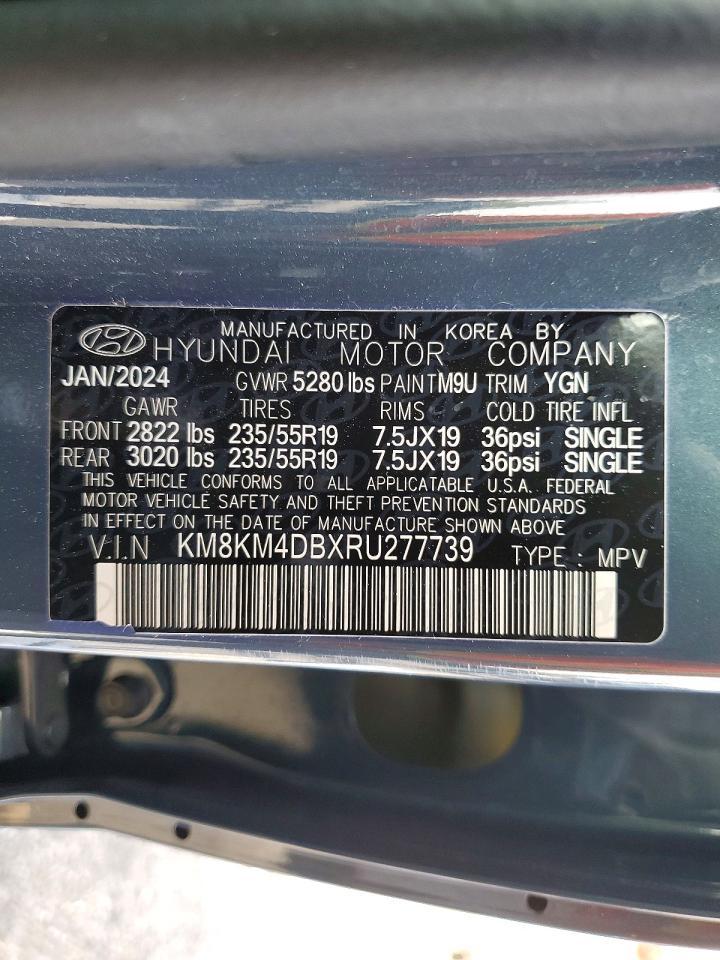 MANUFACTURED IN KOREA BY
HYUNDAI MOTOR COMPANY
JAN/2024 GVWR 5280 lbs PAINT M9U TRIM YGN
GAWR TIRES RIMS COLD TIRE INFL
FRONT 2822 lbs 235/55R19 7.5JX19 36psi SINGLE
REAR 3020 lbs 235/55R19 7.5JX19 36psi SINGLE
THIS VEHICLE CONFORMS TO ALL APPLICATABLE U.S.A. FEDERAL
MOTOR VEHICLE SAFETY AND THEFT PREVENTION STANDARDS
IN EFFECT ON THE DATE OF MANUFACTURE SHOWN ABOVE
V.I.N KM8KM4DBXRU277739 TYPE : MPV